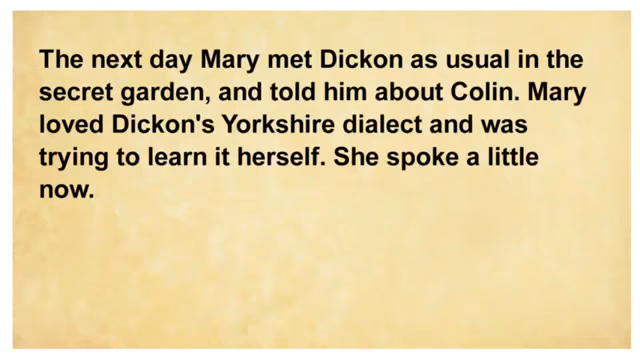 The next day Mary met Dickon as usual in the
secret garden, and told him about Colin. Mary
loved Dickon's Yorkshire dialect and was
trying to learn it herself. She spoke a little
now.